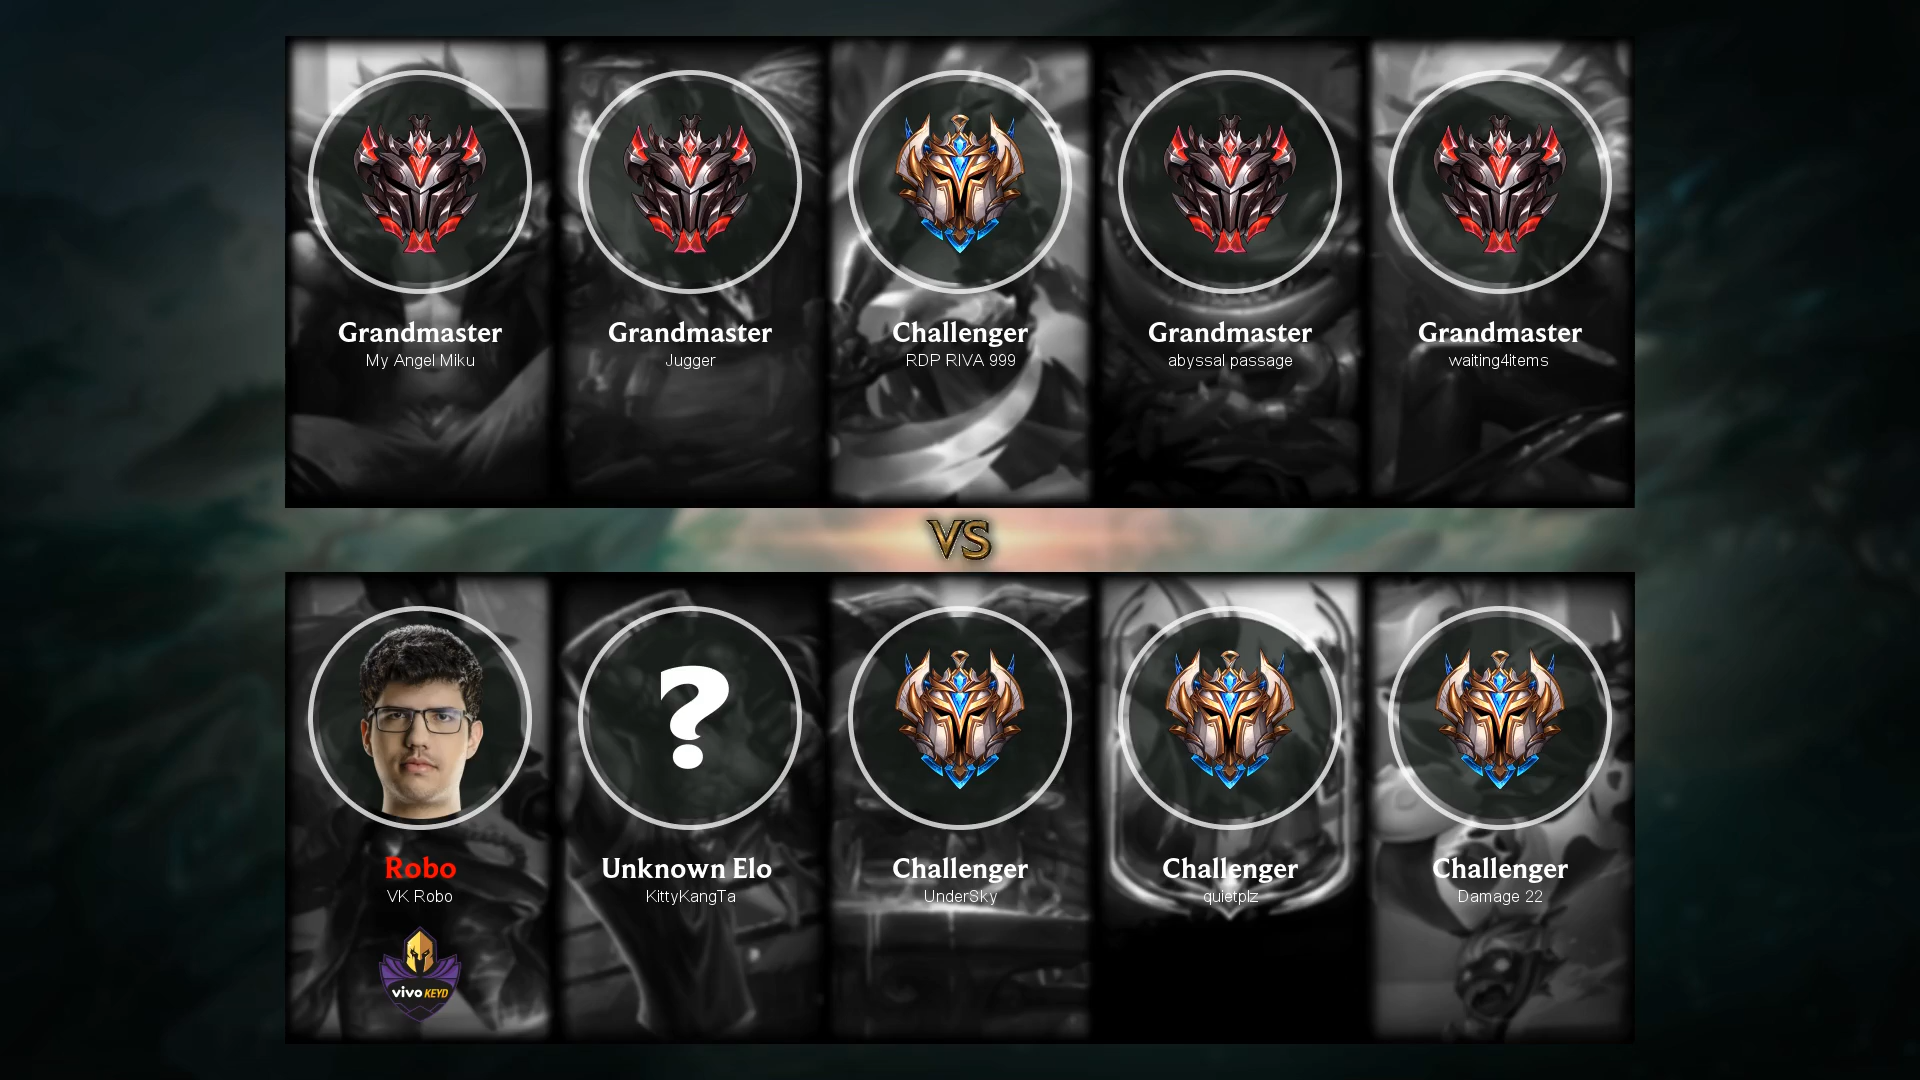 Grandmaster
My Angel Miku
Grandmaster
Jugger
Challenger
RDP RIVA 999
Grandmaster
abyssal passage
Grandmaster
waiting4items
VS
Robo
VK Robo
vivo KEYD
?
Unknown Elo
KittyKangTa
Challenger
UnderSky
Challenger
quietplz
Challenger
Damage 22